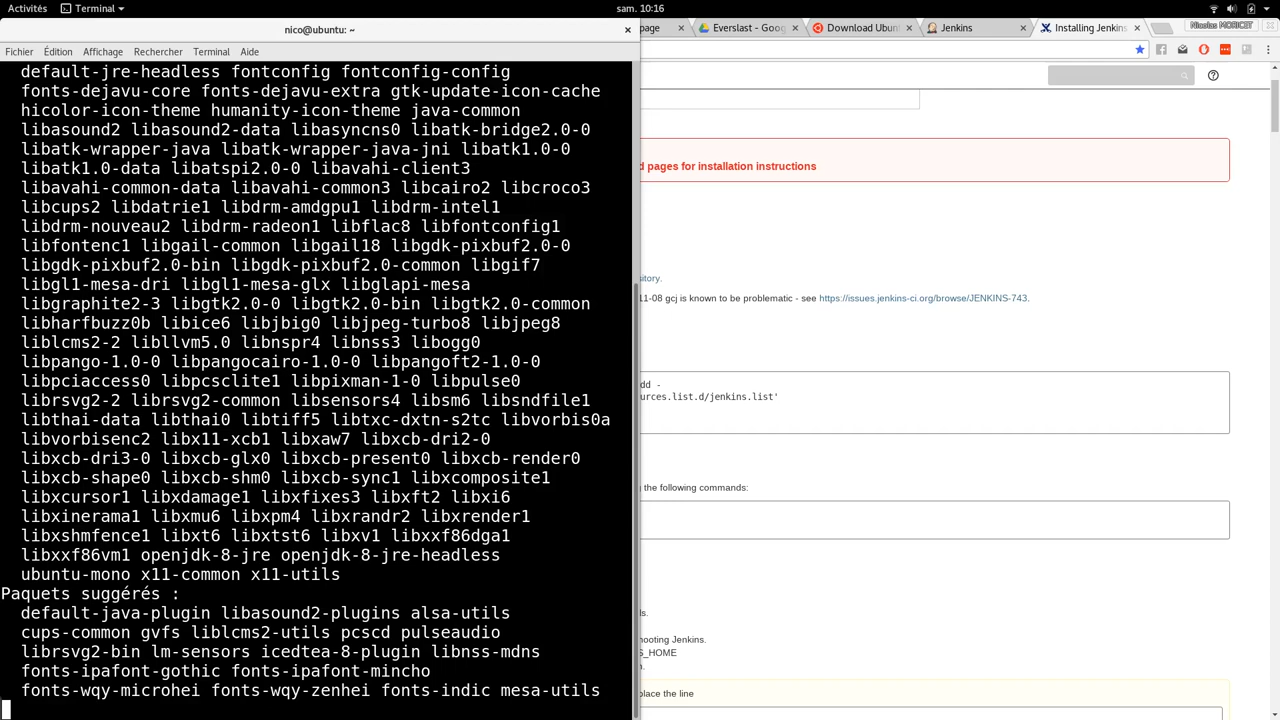 Activités
Terminal
sam. 10:16
nico@ubuntu: ~
Fichier Édition Affichage Rechercher Terminal Aide
default-jre-headless fontconfig fontconfig-config
fonts-dejavu-core fonts-dejavu-extra gtk-update-icon-cache
hicolor-icon-theme humanity-icon-theme java-common
libasound2 libasound2-data libasyncns0 libatk-bridge2.0-0
libatk-wrapper-java libatk-wrapper-java-jni libatk1.0-0
libatk1.0-data libatspi2.0-0 libavahi-client3
libavahi-common-data libavahi-common3 libcairo2 libcroco3
libcups2 libdatrie1 libdrm-amdgpu1 libdrm-intel1
libdrm-nouveau2 libdrm-radeon1 libflac8 libfontconfig1
libfontenc1 libgail-common libgail18 libgdk-pixbuf2.0-0
libgdk-pixbuf2.0-bin libgdk-pixbuf2.0-common libgif7
libgl1-mesa-dri libgl1-mesa-glx libglapi-mesa
libgraphite2-3 libgtk2.0-0 libgtk2.0-bin libgtk2.0-common
libharfbuzz0b libice6 libjbig0 libjpeg-turbo8 libjpeg8
liblcms2-2 libllvm5.0 libnspr4 libnss3 libogg0
libpango-1.0-0 libpangocairo-1.0-0 libpangoft2-1.0-0
libpciaccess0 libpcsclite1 libpixman-1-0 libpulse0
librsvg2-2 librsvg2-common libsensors4 libsm6 libsndfile1
libthai-data libthai0 libtiff5 libtxc-dxtn-s2tc libvorbis0a
libvorbisenc2 libx11-xcb1 libxaw7 libxcb-dri2-0
libxcb-dri3-0 libxcb-glx0 libxcb-present0 libxcb-render0
libxcb-shape0 libxcb-shm0 libxcb-sync1 libxcomposite1
libxcursor1 libxdamage1 libxfixes3 libxft2 libxi6
libxinerama1 libxmu6 libxpm4 libxrandr2 libxrender1
libxshmfence1 libxt6 libxtst6 libxv1 libxxf86dga1
libxxf86vm1 openjdk-8-jre openjdk-8-jre-headless
ubuntu-mono x11-common x11-utils
Paquets suggérés :
default-java-plugin libasound2-plugins alsa-utils
cups-common gvfs liblcms2-utils pcscd pulseaudio
librsvg2-bin lm-sensors icedtea-8-plugin libnss-mdns
fonts-ipafont-gothic fonts-ipafont-mincho
fonts-wqy-microhei fonts-wqy-zenhei fonts-indic mesa-utils
page
Everslast - Goog
Download Ubuntu
Jenkins
Installing Jenkins
Nicolas MORICET
d pages for installation instructions
itory.
11-08 gcj is known to be problematic - see https://issues.jenkins-ci.org/browse/JENKINS-743.
dd -
urces.list.d/jenkins.list'
g the following commands:
ls.
hooting Jenkins.
S_HOME
n.
place the line